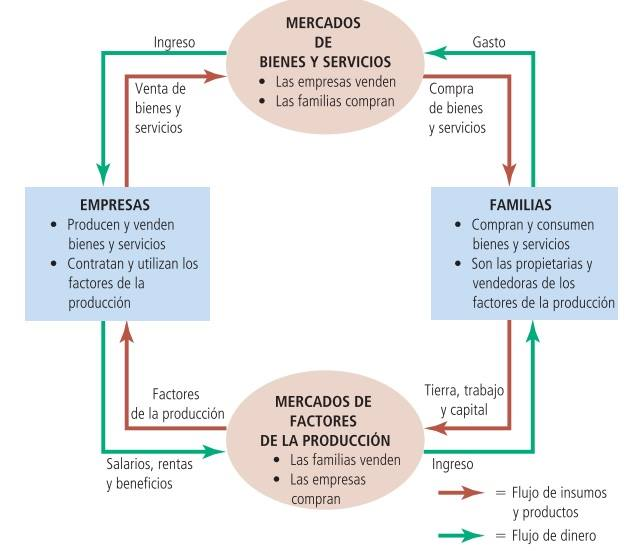 MERCADOS
DE
BIENES Y SERVICIOS
• Las empresas venden
• Las familias compran
Ingreso
Gasto
Venta de
bienes y
servicios
Compra
de bienes
y servicios
EMPRESAS
• Producen y venden
bienes y servicios
• Contratan y utilizan los
factores de la
producción
FAMILIAS
• Compran y consumen
bienes y servicios
• Son las propietarias y
vendedoras de los
factores de la producción
Factores
de la producción
Tierra, trabajo
y capital
MERCADOS DE
FACTORES
DE LA PRODUCCIÓN
• Las familias venden
• Las empresas
compran
Salarios, rentas
y beneficios
Ingreso
= Flujo de insumos
y productos
= Flujo de dinero